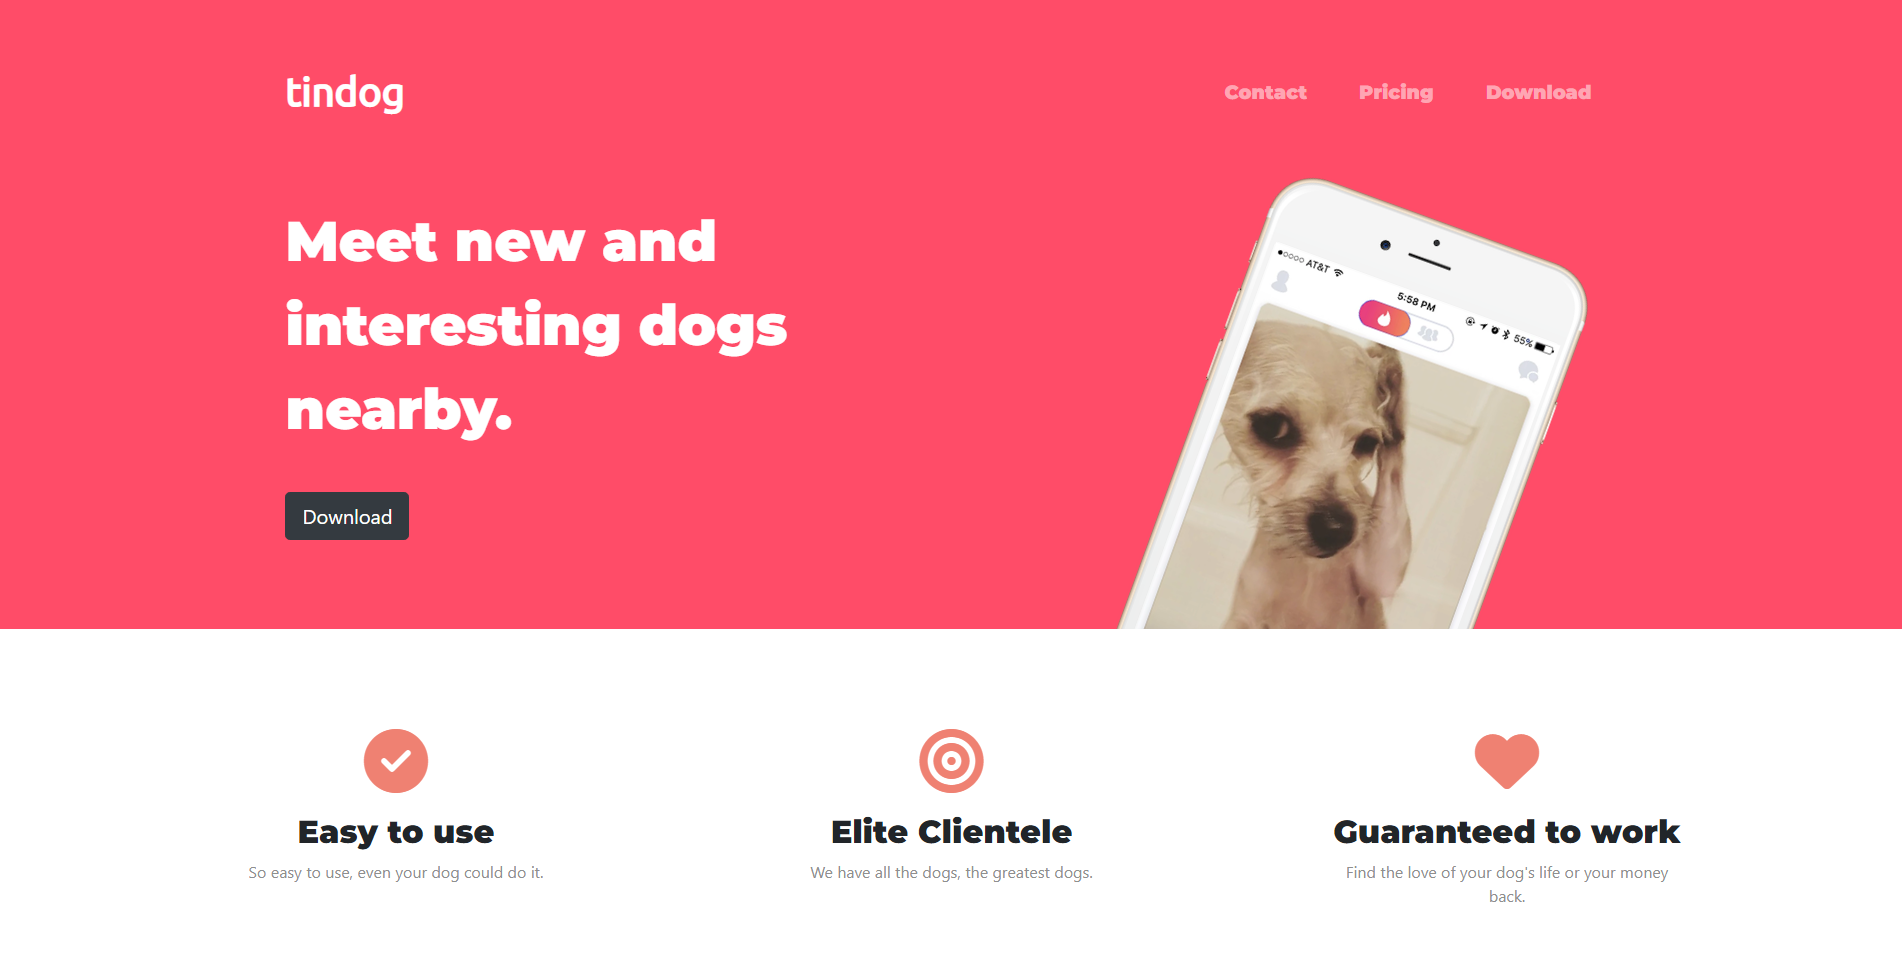 tindog
Contact Pricing Download
Meet new and
interesting dogs
nearby.
Download
AT&T
5:58 PM
55%
Easy to use
So easy to use, even your dog could do it.
Elite Clientele
We have all the dogs, the greatest dogs.
Guaranteed to work
Find the love of your dog's life or your money
back.